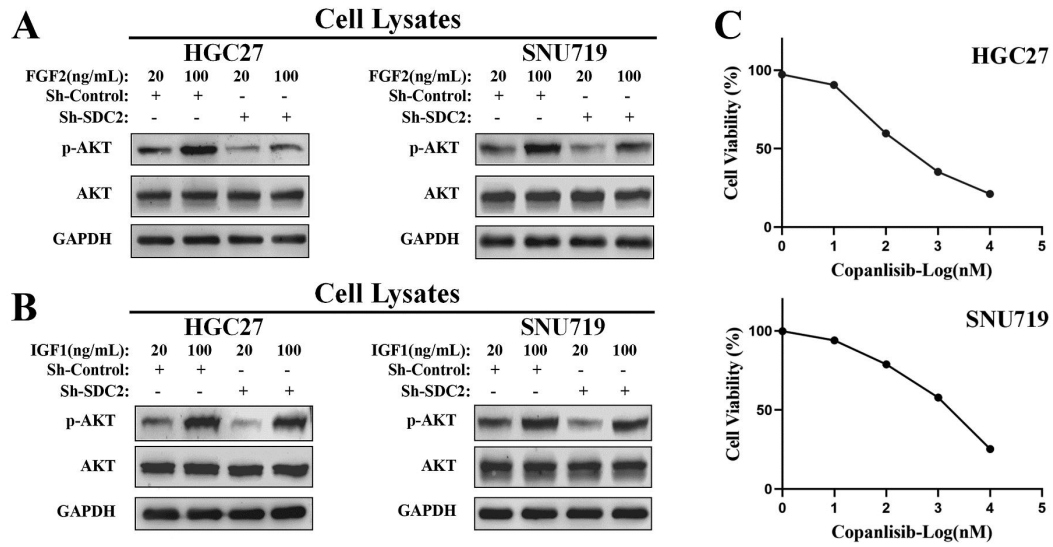 A
Cell Lysates
HGC27
FGF2(ng/mL): 20 100 20 100
Sh-Control: + + - -
Sh-SDC2: - - + +
p-AKT
AKT
GAPDH
SNU719
FGF2(ng/mL): 20 100 20 100
Sh-Control: + + - -
Sh-SDC2: - - + +
p-AKT
AKT
GAPDH
B
Cell Lysates
HGC27
IGF1(ng/mL): 20 100 20 100
Sh-Control: + + - -
Sh-SDC2: - - + +
p-AKT
AKT
GAPDH
SNU719
IGF1(ng/mL): 20 100 20 100
Sh-Control: + + - -
Sh-SDC2: - - + +
p-AKT
AKT
GAPDH
C
HGC27
Cell Viability (%)
100
50
0
0 1 2 3 4 5
Copanlisib-Log(nM)
SNU719
Cell Viability (%)
100
50
0
0 1 2 3 4 5
Copanlisib-Log(nM)